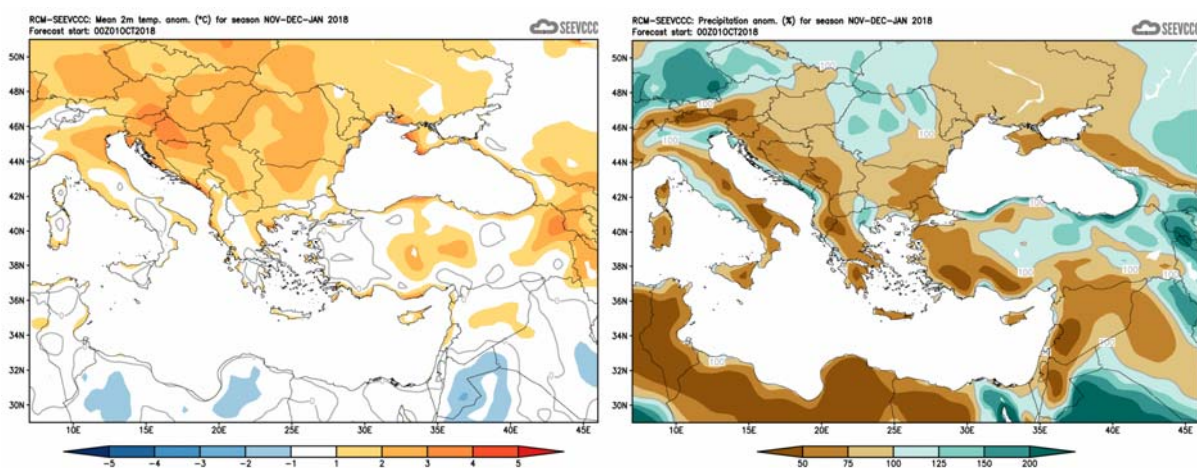 RCM-SEEVCCC: Mean 2m temp. anom. (°C) for season NOV-DEC-JAN 2018
Forecast start: 00Z01OCT2018
SEEVCCC
50N
48N
46N
44N
42N
40N
38N
36N
34N
32N
30N
10E 15E 20E 25E 30E 35E 40E 45E
-5 -4 -3 -2 -1 1 2 3 4 5
RCM-SEEVCCC: Precipitation anom. (%) for season NOV-DEC-JAN 2018
Forecast start: 00Z01OCT2018
SEEVCCC
50N
48N
46N
44N
42N
40N
38N
36N
34N
32N
30N
100
100
100
100
100
100
100
100
100
100
10E 15E 20E 25E 30E 35E 40E 45E
50 75 100 125 150 200